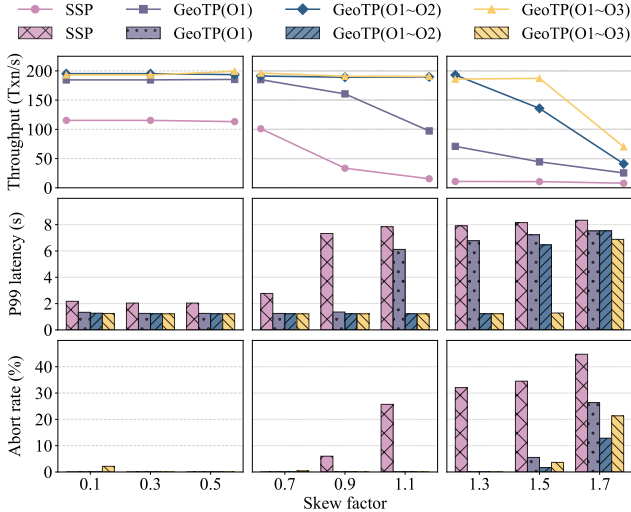 SSP GeoTP(O1) GeoTP(O1~O2) GeoTP(O1~O3)
SSP GeoTP(O1) GeoTP(O1~O2) GeoTP(O1~O3)
Throughput (Txn/s)
200
150
100
50
0
P99 latency (s)
8
6
4
2
0
Abort rate (%)
40
30
20
10
0
0.1 0.3 0.5 0.7 0.9 1.1 1.3 1.5 1.7
Skew factor